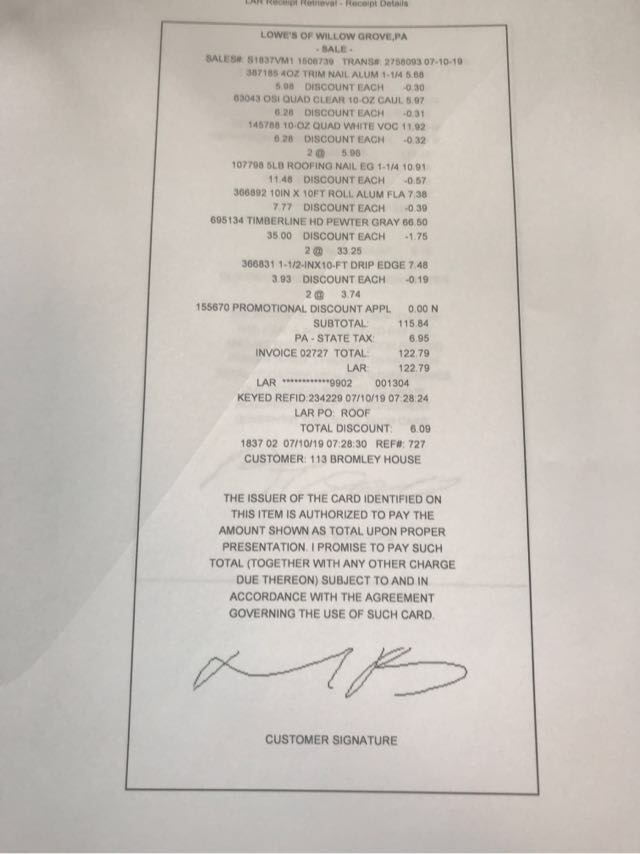 LAR Receipt Retrieval - Receipt Details
LOWE'S OF WILLOW GROVE,PA
- SALE -
SALES#: S1837VM1 1506739 TRANS#: 2758093 07-10-19
387185 4OZ TRIM NAIL ALUM 1-1/4 5.68
5.98 DISCOUNT EACH -0.30
63043 OSI QUAD CLEAR 10-OZ CAUL 5.97
6.28 DISCOUNT EACH -0.31
145788 10-OZ QUAD WHITE VOC 11.92
6.28 DISCOUNT EACH -0.32
2 @ 5.96
107798 5LB ROOFING NAIL EG 1-1/4 10.91
11.48 DISCOUNT EACH -0.57
366892 10IN X 10FT ROLL ALUM FLA 7.38
7.77 DISCOUNT EACH -0.39
695134 TIMBERLINE HD PEWTER GRAY 66.50
35.00 DISCOUNT EACH -1.75
2 @ 33.25
366831 1-1/2-INX10-FT DRIP EDGE 7.48
3.93 DISCOUNT EACH -0.19
2 @ 3.74
155670 PROMOTIONAL DISCOUNT APPL 0.00 N
SUBTOTAL: 115.84
PA - STATE TAX: 6.95
INVOICE 02727 TOTAL: 122.79
LAR: 122.79
LAR ************9902 001304
KEYED REFID:234229 07/10/19 07:28:24
LAR PO: ROOF
TOTAL DISCOUNT: 6.09
1837 02 07/10/19 07:28:30 REF#: 727
CUSTOMER: 113 BROMLEY HOUSE
THE ISSUER OF THE CARD IDENTIFIED ON
THIS ITEM IS AUTHORIZED TO PAY THE
AMOUNT SHOWN AS TOTAL UPON PROPER
PRESENTATION. I PROMISE TO PAY SUCH
TOTAL (TOGETHER WITH ANY OTHER CHARGE
DUE THEREON) SUBJECT TO AND IN
ACCORDANCE WITH THE AGREEMENT
GOVERNING THE USE OF SUCH CARD.
CUSTOMER SIGNATURE